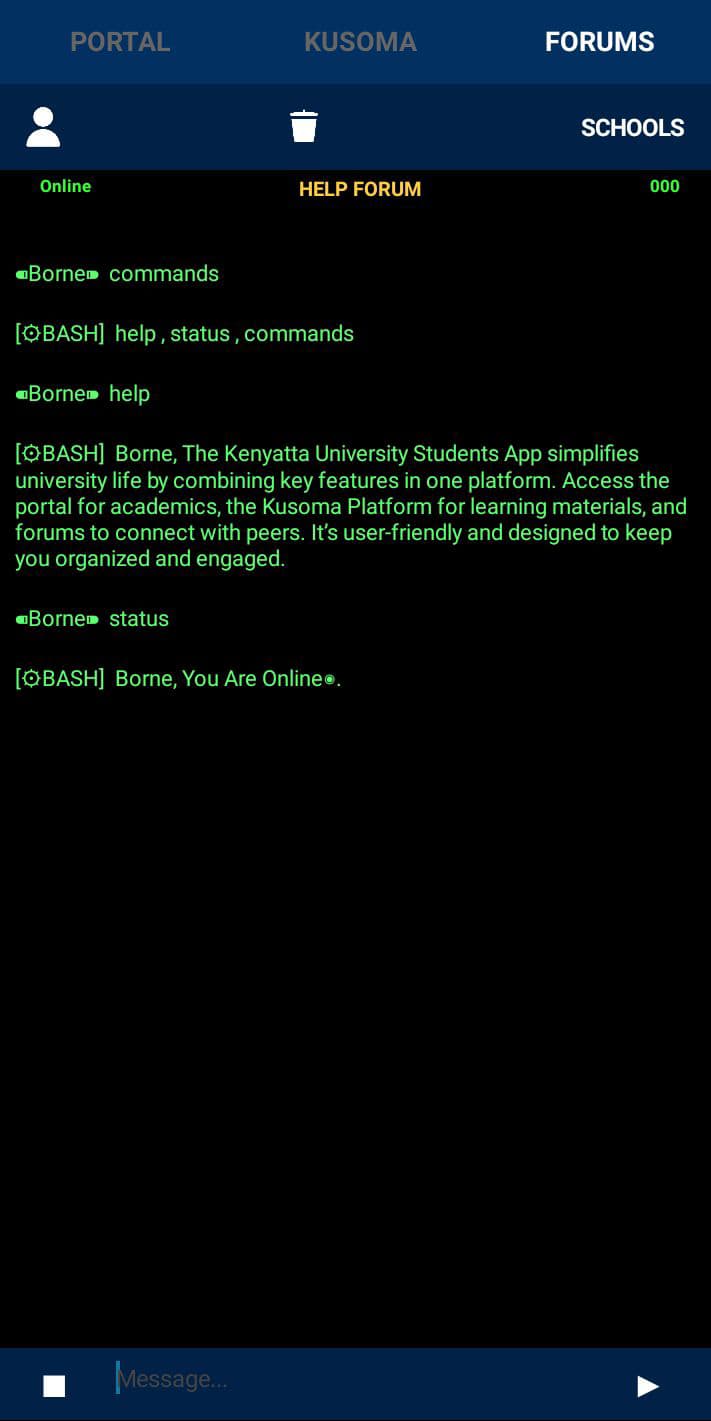 PORTAL KUSOMA FORUMS
SCHOOLS
Online HELP FORUM 000
Borne commands
[⚙BASH] help , status , commands
Borne help
[⚙BASH] Borne, The Kenyatta University Students App simplifies
university life by combining key features in one platform. Access the
portal for academics, the Kusoma Platform for learning materials, and
forums to connect with peers. It’s user-friendly and designed to keep
you organized and engaged.
Borne status
[⚙BASH] Borne, You Are Online◉.
Message...